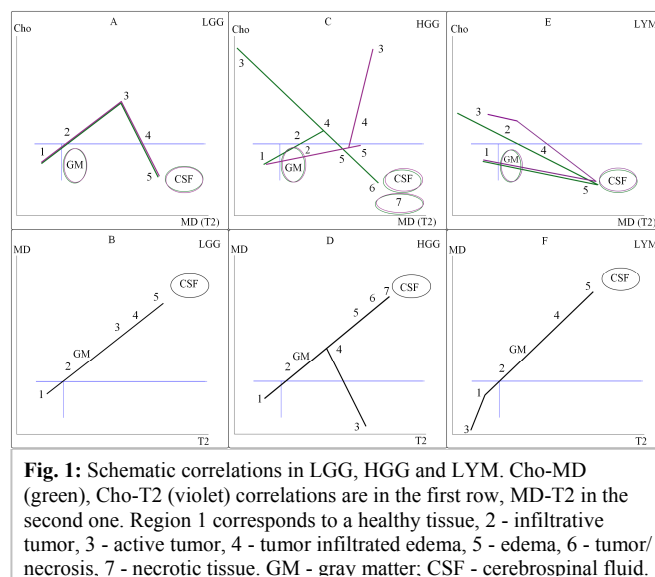 Cho A LGG
3
2
4
1
GM
5
CSF
MD (T2)
C HGG
3
3
4
4
2
2
1
GM
5
5
6
CSF
7
MD (T2)
E LYM
3
2
4
1
GM
5
CSF
MD (T2)
MD B LGG
CSF
5
4
3
GM
2
1
T2
MD D HGG
CSF
7
6
5
4
GM
2
1
3
T2
MD F LYM
CSF
5
4
GM
2
1
3
T2
Fig. 1: Schematic correlations in LGG, HGG and LYM. Cho-MD
(green), Cho-T2 (violet) correlations are in the first row, MD-T2 in the
second one. Region 1 corresponds to a healthy tissue, 2 - infiltrative
tumor, 3 - active tumor, 4 - tumor infiltrated edema, 5 - edema, 6 - tumor/
necrosis, 7 - necrotic tissue. GM - gray matter; CSF - cerebrospinal fluid.